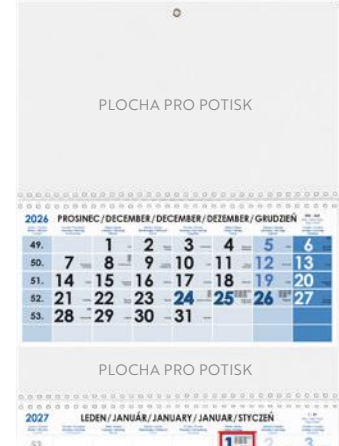 PLOCHA PRO POTISK
2026 PROSINEC/DECEMBER/DECEMBER/DEZEMBER/GRUDZIEŃ
49. 1 2 3 4 5 6
50. 7 8 9 10 11 12 13
51. 14 15 16 17 18 19 20
52. 21 22 23 24 25 26 27
53. 28 29 30 31
PLOCHA PRO POTISK
2027 LEDEN/JANUÁR/JANUARY/JANUAR/STYCZEŃ
53 1 2 3